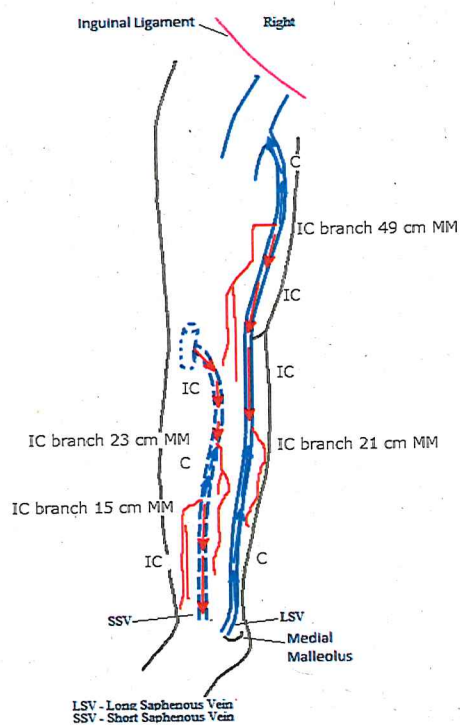 Inguinal Ligament
Right
C
IC branch 49 cm MM
IC
IC
IC
IC branch 23 cm MM
IC branch 21 cm MM
C
IC branch 15 cm MM
IC
C
SSV
LSV
Medial
Malleolus
LSV - Long Saphenous Vein
SSV - Short Saphenous Vein